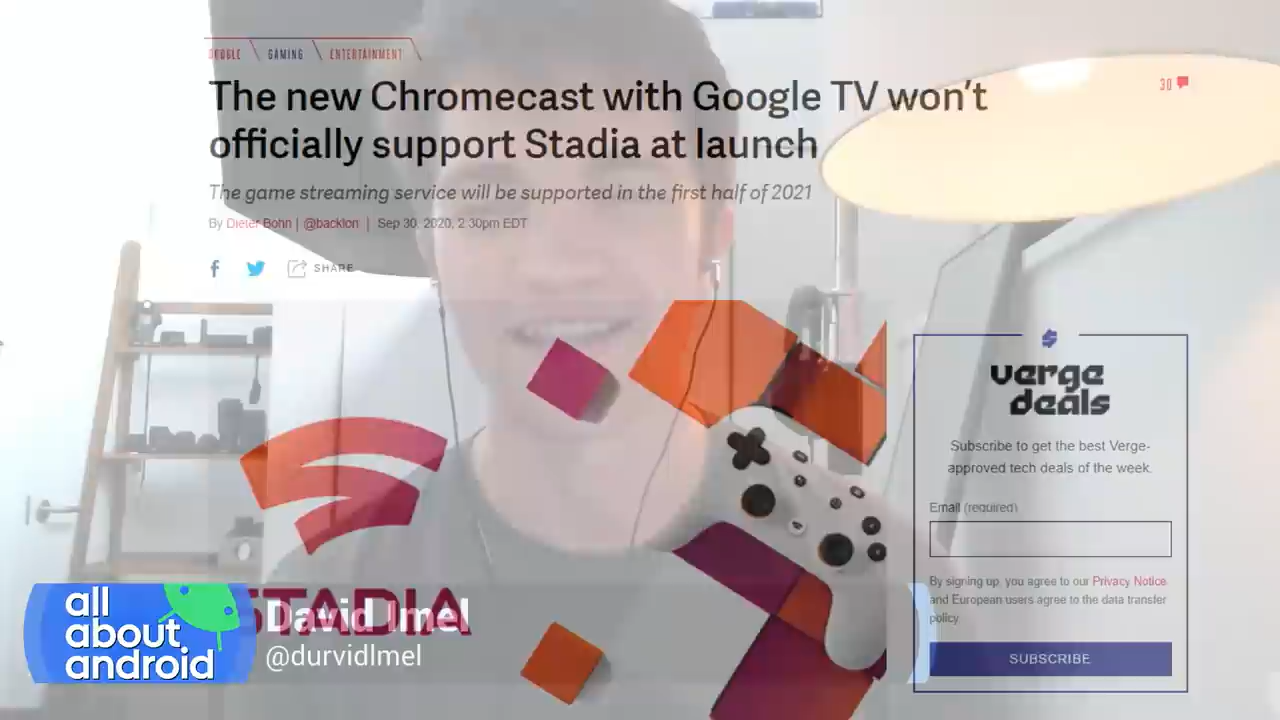 GOOGLE GAMING ENTERTAINMENT
30
The new Chromecast with Google TV won't
officially support Stadia at launch
The game streaming service will be supported in the first half of 2021
By Dieter Bohn | @backlon | Sep 30, 2020, 2:30pm EDT
SHARE
verge
deals
Subscribe to get the best Verge-
approved tech deals of the week.
Email (required)
By signing up, you agree to our Privacy Notice
and European users agree to the data transfer
policy
SUBSCRIBE
STADIA
all
about
android
David Imel
@durvidImel